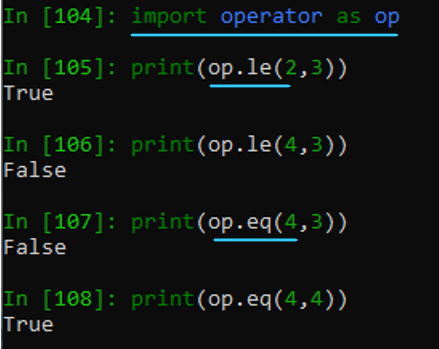 In [104]: import operator as op
In [105]: print(op.le(2,3))
True
In [106]: print(op.le(4,3))
False
In [107]: print(op.eq(4,3))
False
In [108]: print(op.eq(4,4))
True